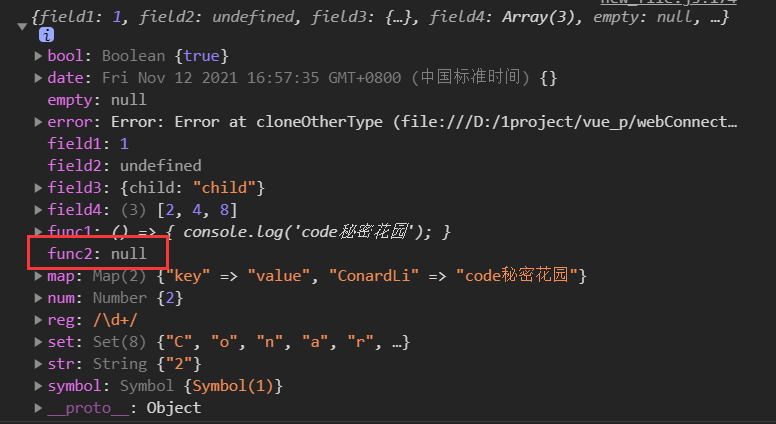 new_file.js:174
{field1: 1, field2: undefined, field3: {…}, field4: Array(3), empty: null, …}
i
bool: Boolean {true}
date: Fri Nov 12 2021 16:57:35 GMT+0800 (中国标准时间) {}
empty: null
error: Error: Error at cloneOtherType (file:///D:/1project/vue_p/webConnect…
field1: 1
field2: undefined
field3: {child: "child"}
field4: (3) [2, 4, 8]
func1: () => { console.log('code秘密花园'); }
func2: null
map: Map(2) {"key" => "value", "ConardLi" => "code秘密花园"}
num: Number {2}
reg: /\d+/
set: Set(8) {"C", "o", "n", "a", "r", …}
str: String {"2"}
symbol: Symbol {Symbol(1)}
__proto__: Object